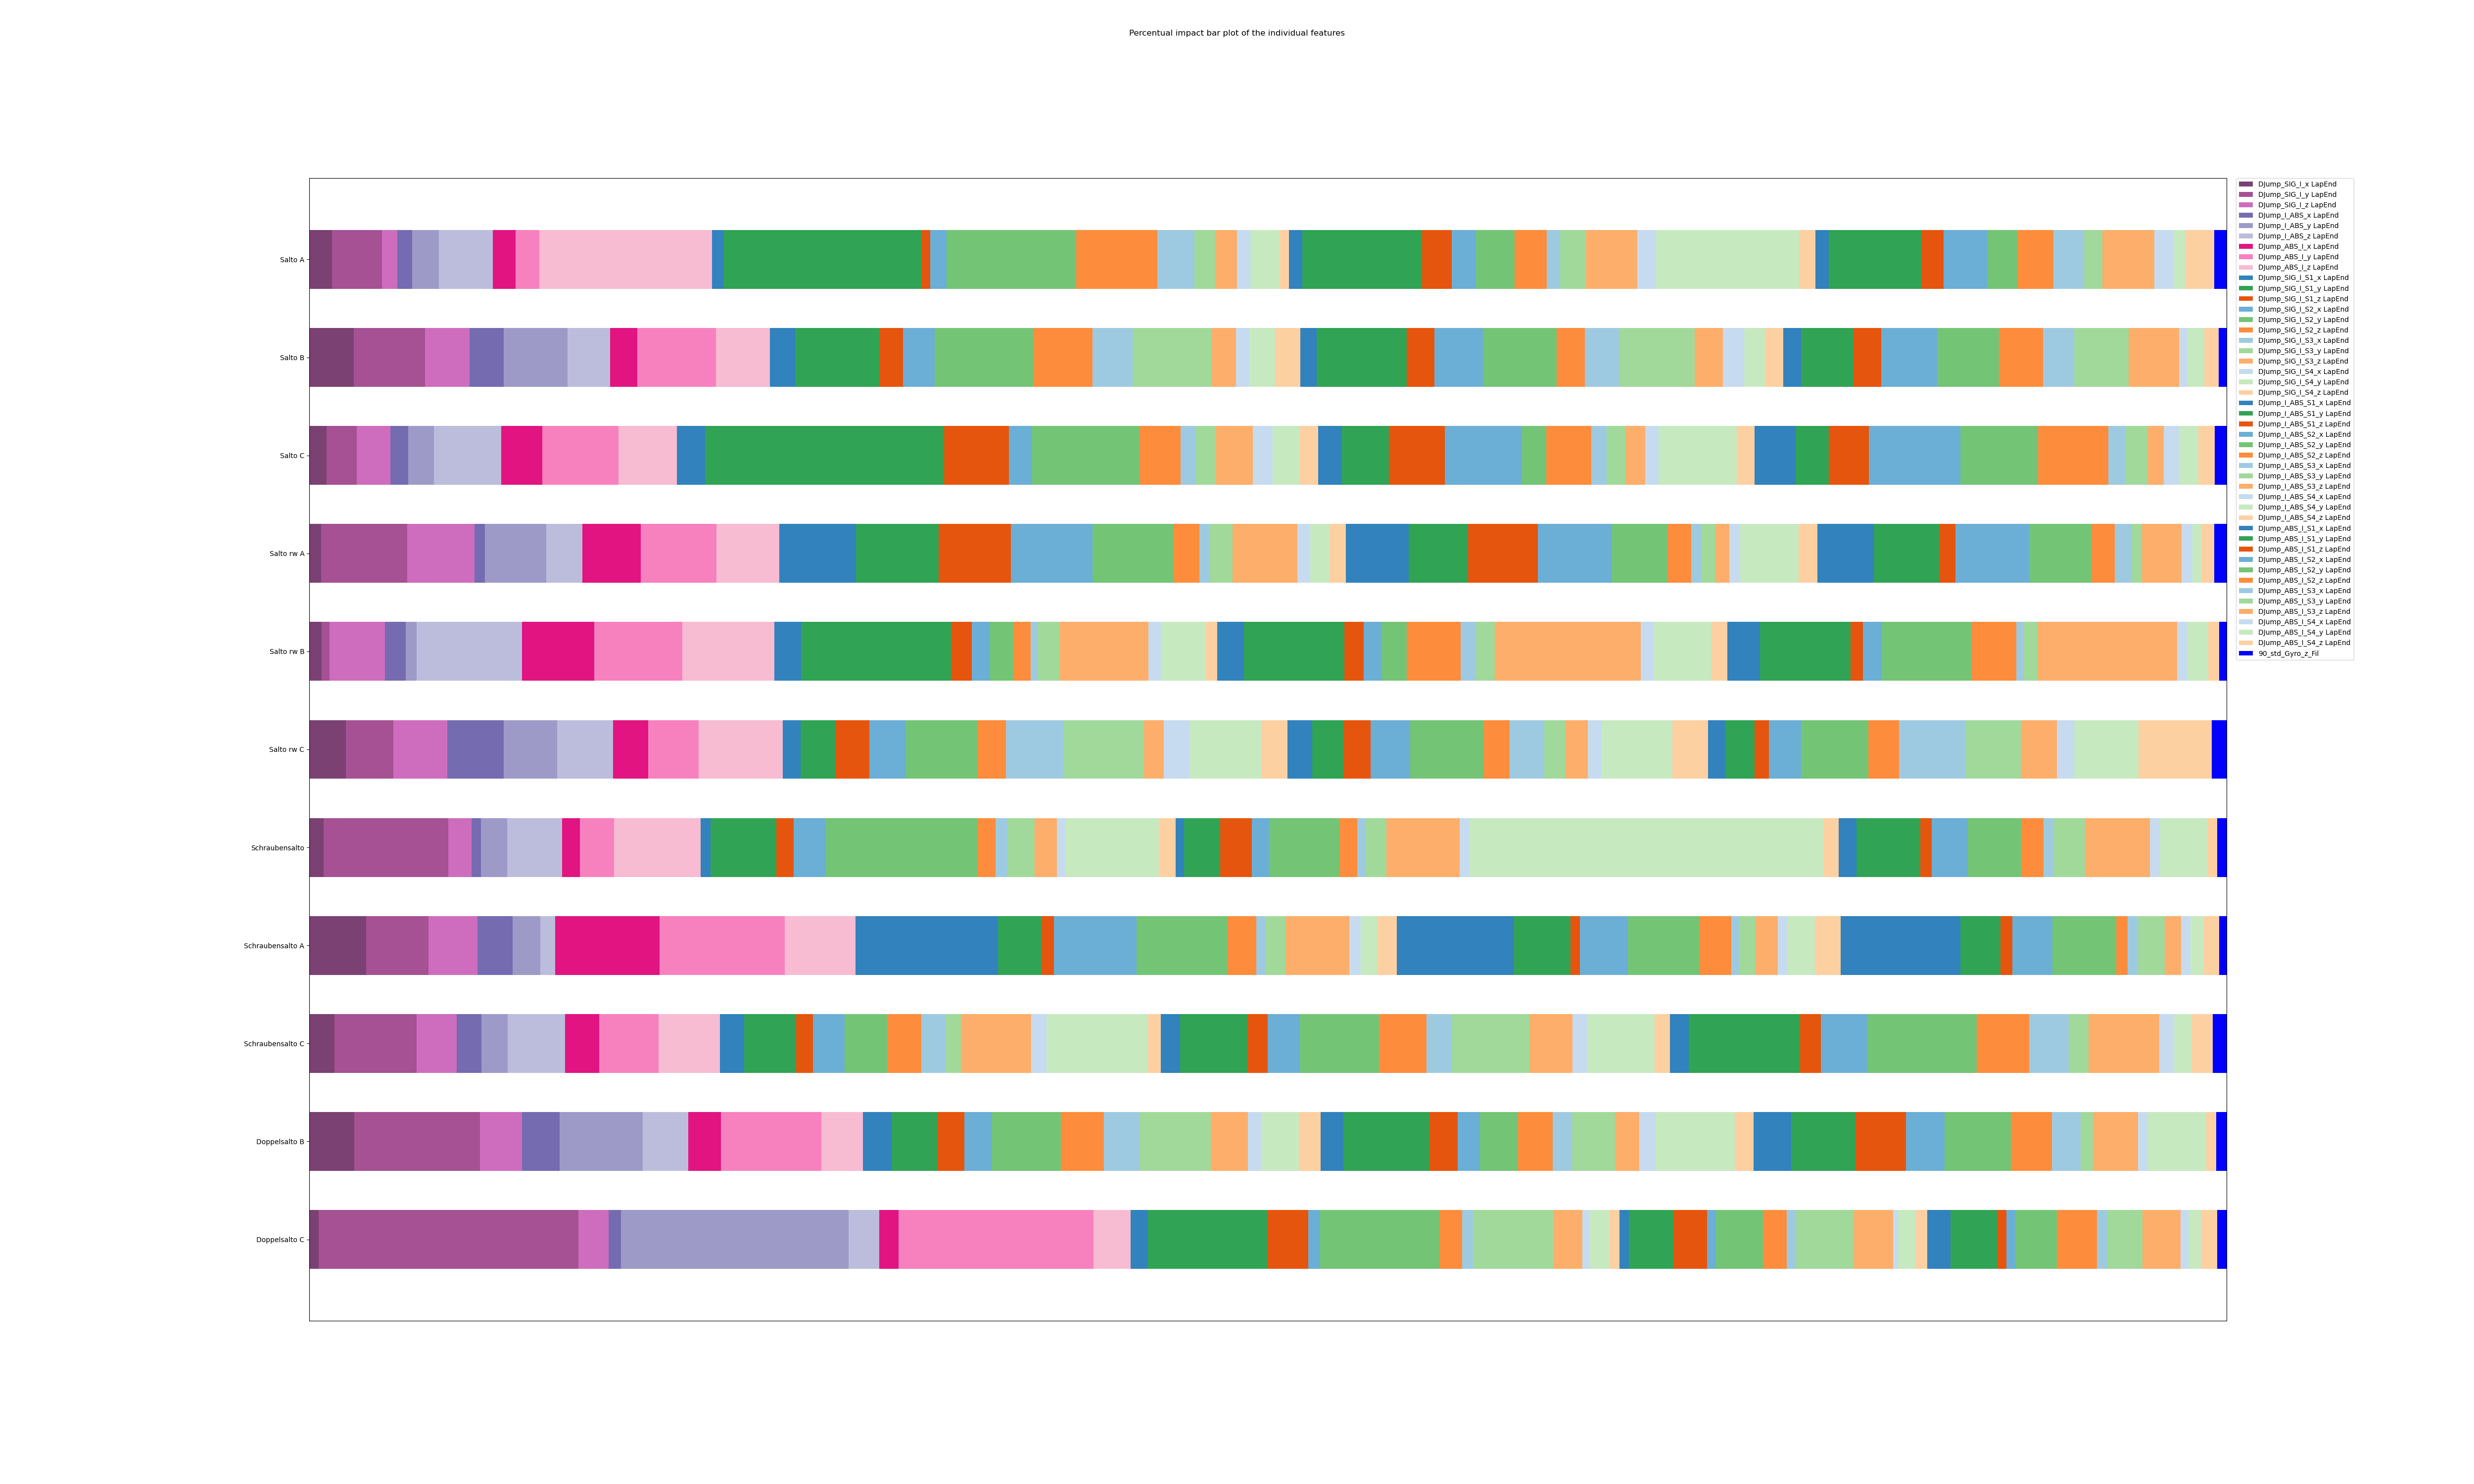 Percentual impact bar plot of the individual features
Salto A
Salto B
Salto C
Salto rw A
Salto rw B
Salto rw C
Schraubensalto
Schraubensalto A
Schraubensalto C
Doppelsalto B
Doppelsalto C
DJump_SIG_I_x LapEnd
DJump_SIG_I_y LapEnd
DJump_SIG_I_z LapEnd
DJump_I_ABS_x LapEnd
DJump_I_ABS_y LapEnd
DJump_I_ABS_z LapEnd
DJump_ABS_I_x LapEnd
DJump_ABS_I_y LapEnd
DJump_ABS_I_z LapEnd
DJump_SIG_I_S1_x LapEnd
DJump_SIG_I_S1_y LapEnd
DJump_SIG_I_S1_z LapEnd
DJump_SIG_I_S2_x LapEnd
DJump_SIG_I_S2_y LapEnd
DJump_SIG_I_S2_z LapEnd
DJump_SIG_I_S3_x LapEnd
DJump_SIG_I_S3_y LapEnd
DJump_SIG_I_S3_z LapEnd
DJump_SIG_I_S4_x LapEnd
DJump_SIG_I_S4_y LapEnd
DJump_SIG_I_S4_z LapEnd
DJump_I_ABS_S1_x LapEnd
DJump_I_ABS_S1_y LapEnd
DJump_I_ABS_S1_z LapEnd
DJump_I_ABS_S2_x LapEnd
DJump_I_ABS_S2_y LapEnd
DJump_I_ABS_S2_z LapEnd
DJump_I_ABS_S3_x LapEnd
DJump_I_ABS_S3_y LapEnd
DJump_I_ABS_S3_z LapEnd
DJump_I_ABS_S4_x LapEnd
DJump_I_ABS_S4_y LapEnd
DJump_I_ABS_S4_z LapEnd
DJump_ABS_I_S1_x LapEnd
DJump_ABS_I_S1_y LapEnd
DJump_ABS_I_S1_z LapEnd
DJump_ABS_I_S2_x LapEnd
DJump_ABS_I_S2_y LapEnd
DJump_ABS_I_S2_z LapEnd
DJump_ABS_I_S3_x LapEnd
DJump_ABS_I_S3_y LapEnd
DJump_ABS_I_S3_z LapEnd
DJump_ABS_I_S4_x LapEnd
DJump_ABS_I_S4_y LapEnd
DJump_ABS_I_S4_z LapEnd
90_std_Gyro_z_Fil